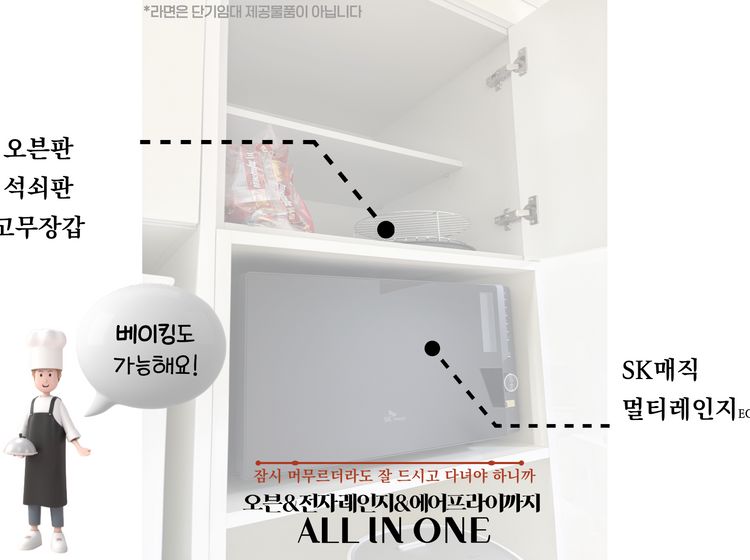 *라면은 단기임대 제공물품이 아닙니다
오븐판
석쇠판
고무장갑
베이킹도
가능해요!
SK매직
멀티레인지
잠시 머무르더라도 잘 드시고 다녀야 하니까
오븐&전자레인지&에어프라이까지
ALL IN ONE